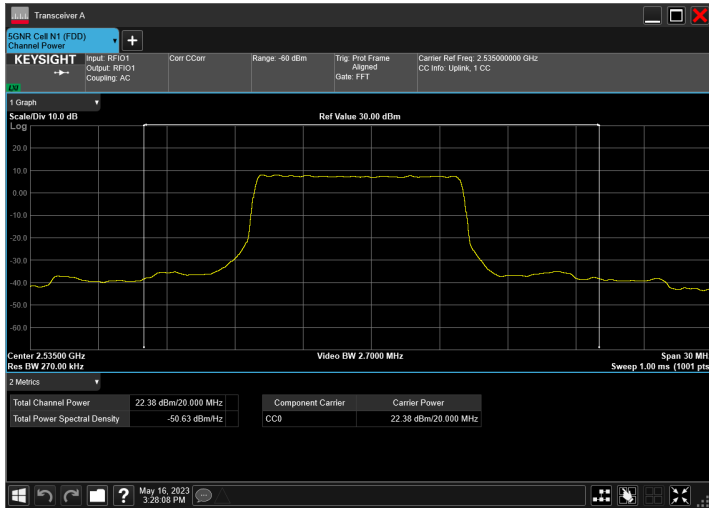 Transceiver A
5GNR Cell N1 (FDD)
Channel Power
KEYSIGHT
Input: RFIO1
Output: RFIO1
Coupling: AC
Corr CCorr
Range: -60 dBm
Trig: Prot Frame
Aligned
Gate: FFT
Carrier Ref Freq: 2.535000000 GHz
CC Info: Uplink, 1 CC
1 Graph
Scale/Div 10.0 dB
Ref Value 30.00 dBm
Log
20.0
10.0
0.00
-10.0
-20.0
-30.0
-40.0
-50.0
-60.0
Center 2.53500 GHz
Video BW 2.7000 MHz
Span 30 MH
Res BW 270.00 kHz
Sweep 1.00 ms (1001 pts
2 Metrics
Total Channel Power 22.38 dBm/20.000 MHz
Total Power Spectral Density -50.63 dBm/Hz
Component Carrier Carrier Power
CC0 22.38 dBm/20.000 MHz
?
May 16, 2023
3:28:08 PM